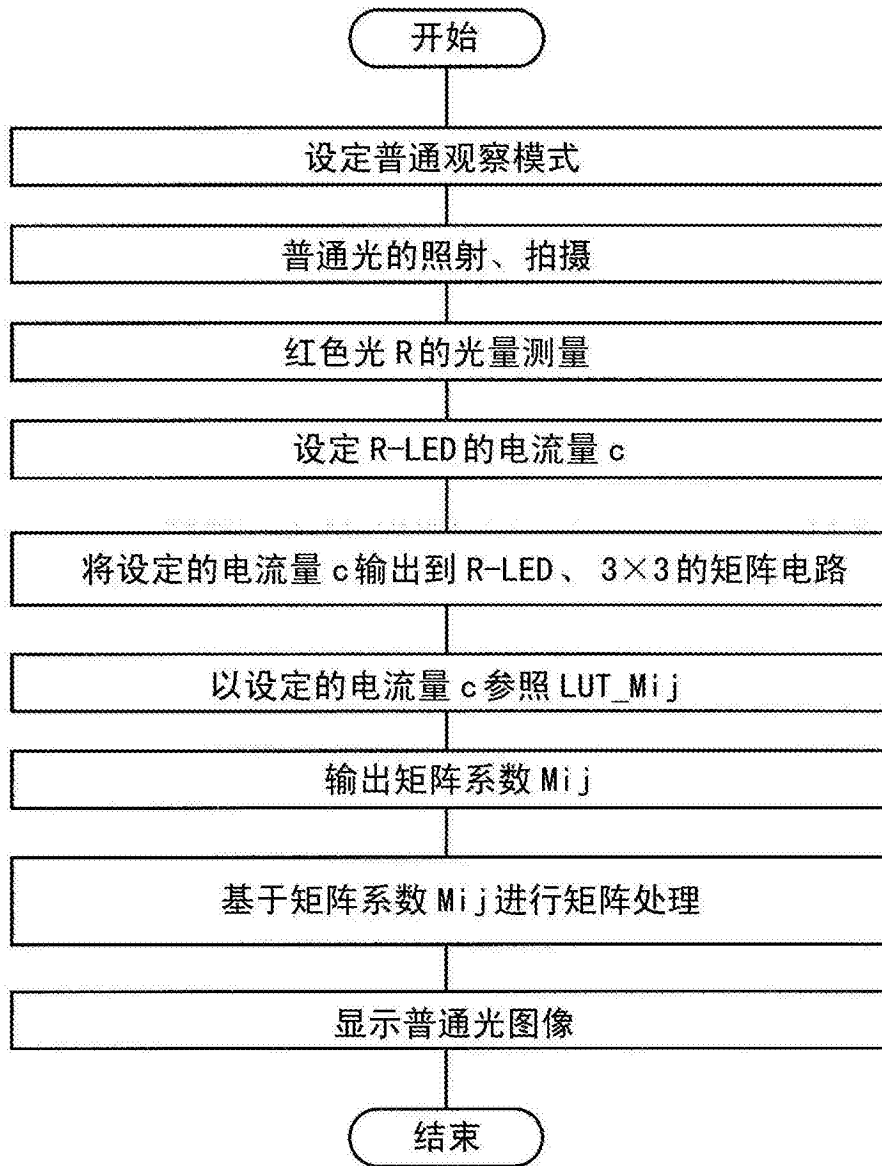 开始
设定普通观察模式
普通光的照射、拍摄
红色光R的光量测量
设定R-LED的电流量c
将设定的电流量c输出到R-LED、3×3的矩阵电路
以设定的电流量c参照LUT_Mij
输出矩阵系数Mij
基于矩阵系数Mij进行矩阵处理
显示普通光图像
结束